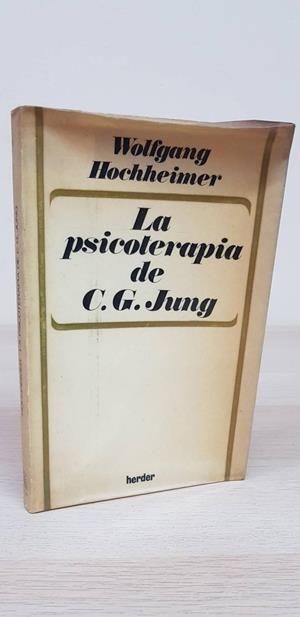 Wolfgang
Hochheimer
La
psicoterapia
de
C.G. Jung
herder